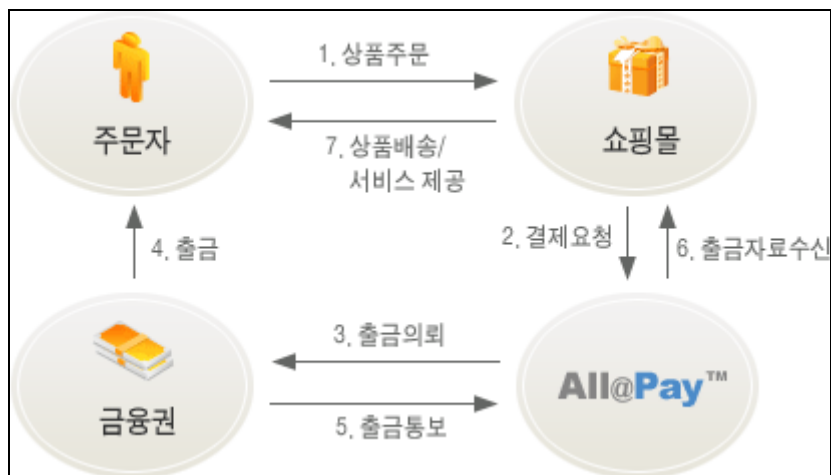 1. 상품주문
주문자
쇼핑몰
7. 상품배송/
서비스 제공
4. 출금
2. 결제요청
6. 출금자료수신
3. 출금의뢰
All@Pay™
금융권
5. 출금통보